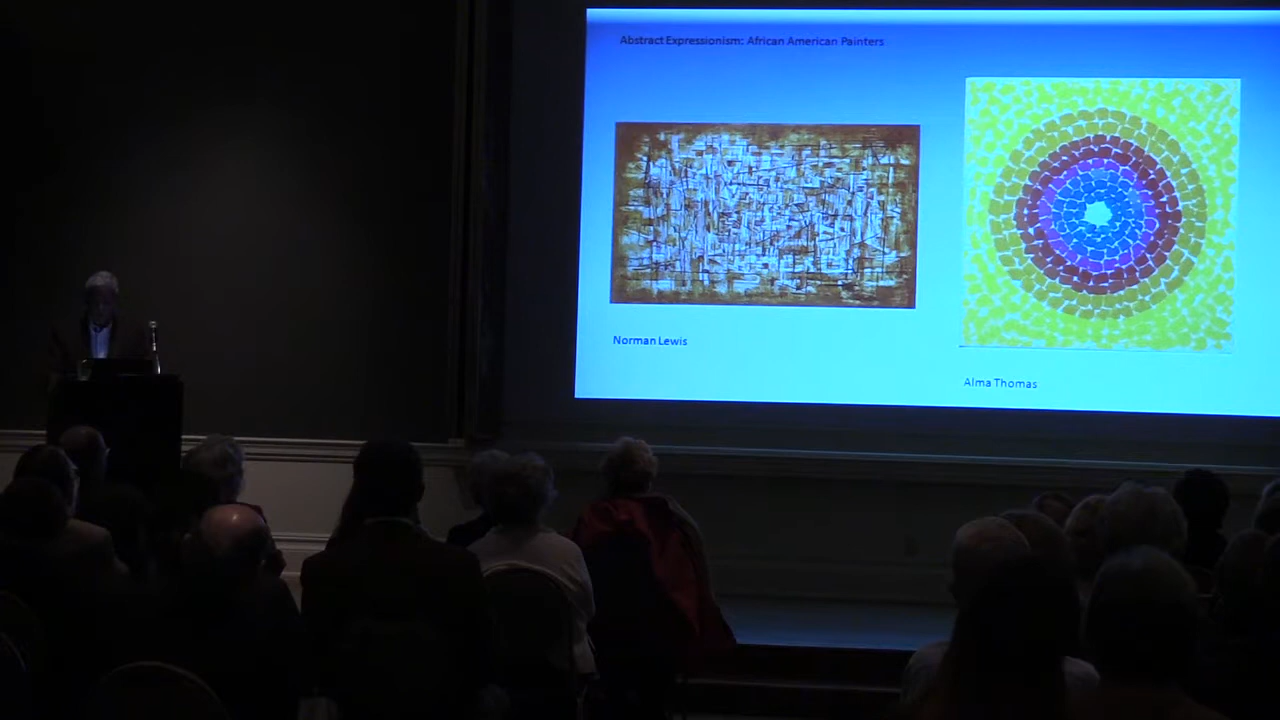 Abstract Expressionism: African American Painters
Norman Lewis
Alma Thomas